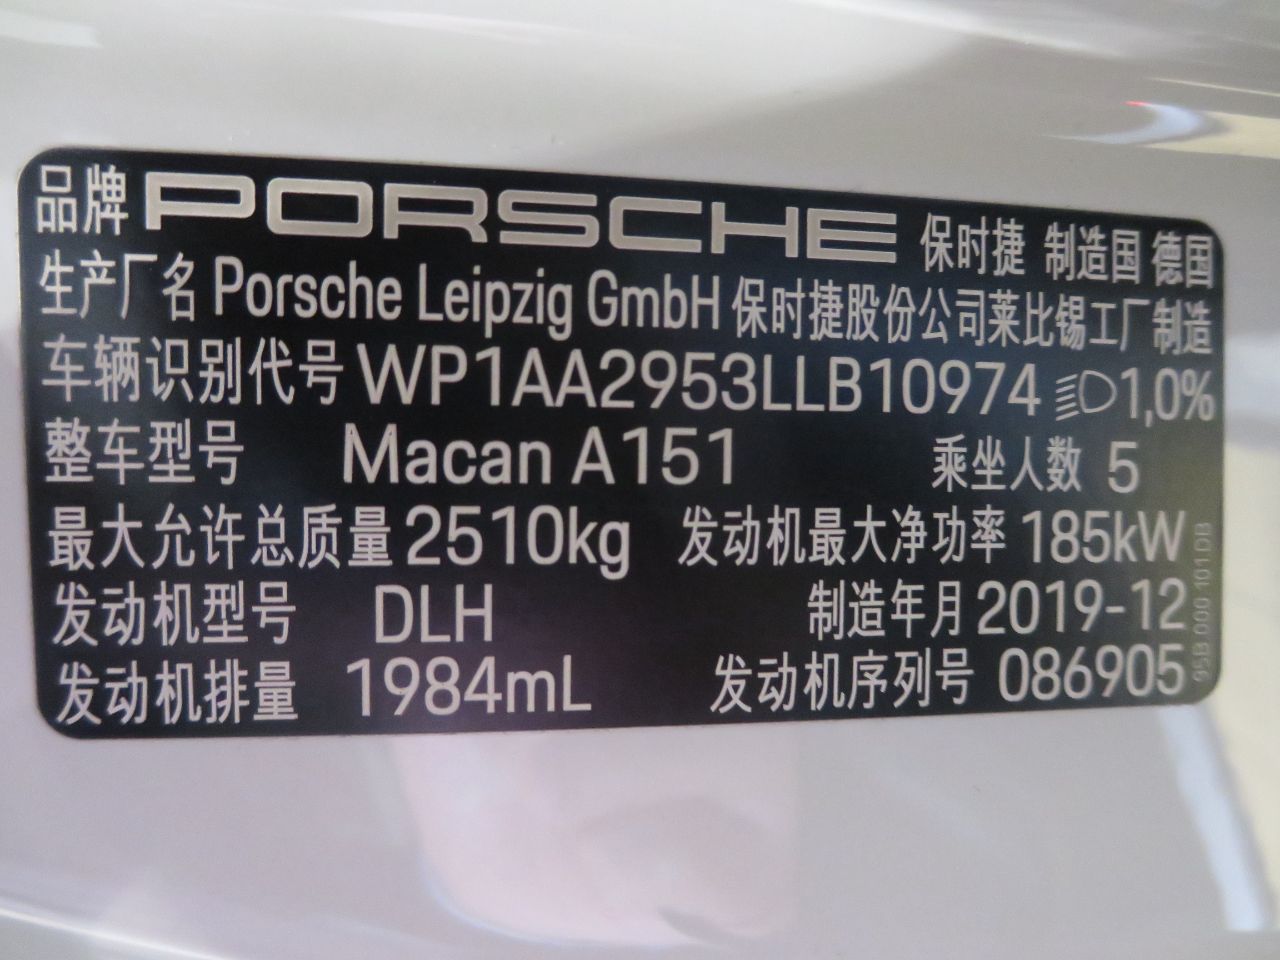 品牌 PORSCHE 保时捷 制造国 德国
生产厂名 Porsche Leipzig GmbH 保时捷股份公司莱比锡工厂制造
车辆识别代号 WP1AA2953LLB10974 1,0%
整车型号 Macan A151 乘坐人数 5
最大允许总质量 2510kg 发动机最大净功率 185kW
发动机型号 DLH 制造年月 2019-12
发动机排量 1984mL 发动机序列号 086905
95B.000.101.DB